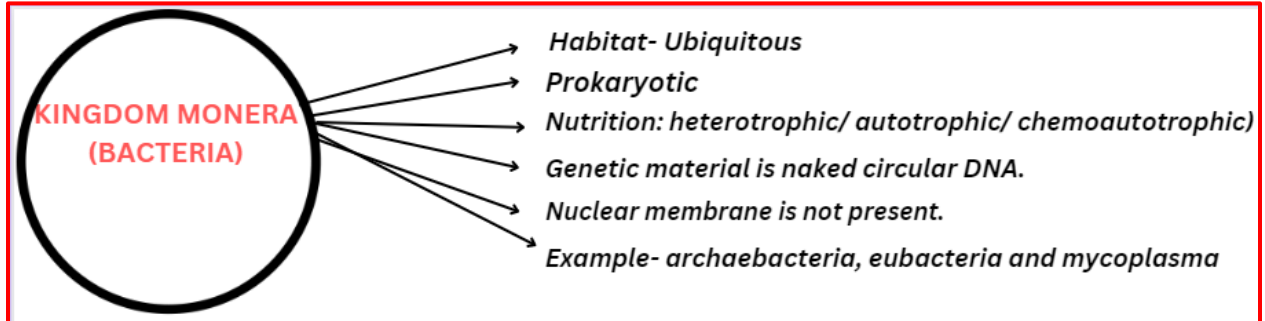 KINGDOM MONERA
(BACTERIA)
Habitat- Ubiquitous
Prokaryotic
Nutrition: heterotrophic/ autotrophic/ chemoautotrophic)
Genetic material is naked circular DNA.
Nuclear membrane is not present.
Example- archaebacteria, eubacteria and mycoplasma